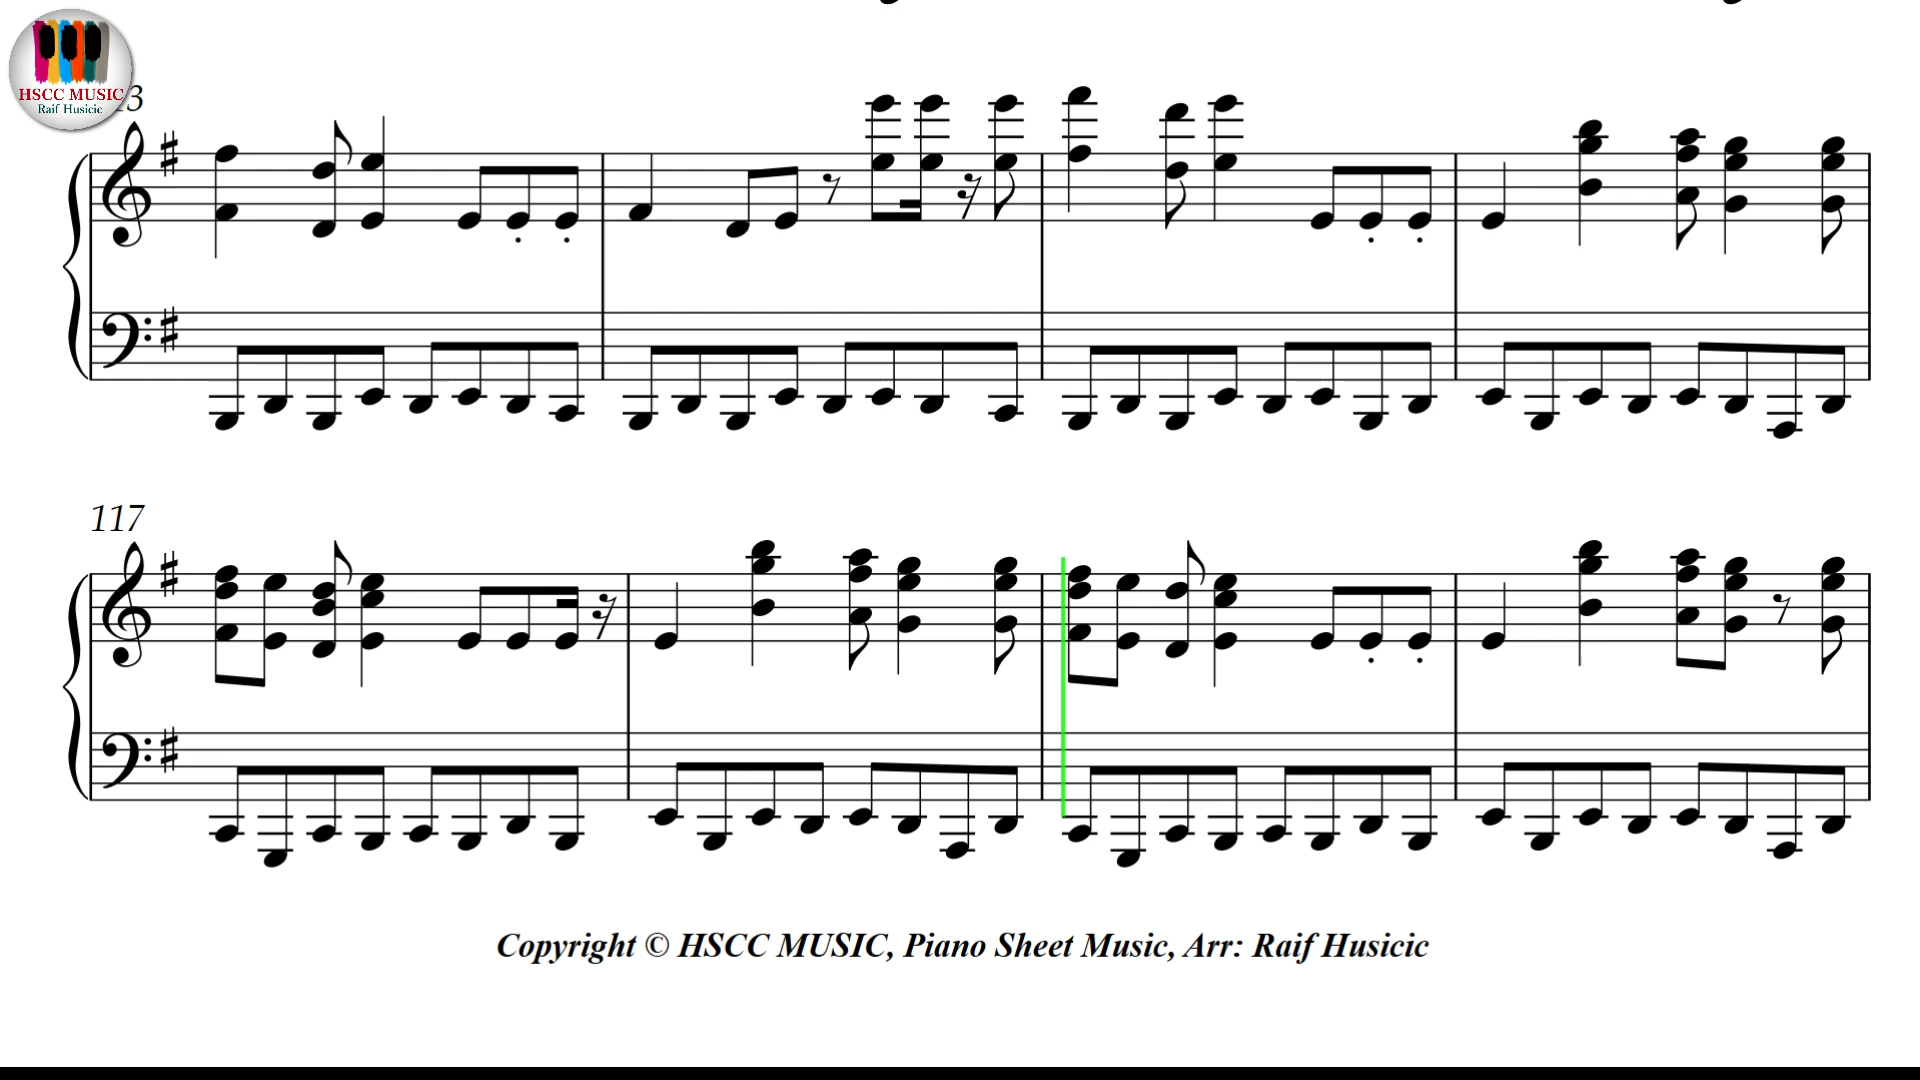 HSCC MUSIC
Raif Husicic
117
Copyright © HSCC MUSIC, Piano Sheet Music, Arr: Raif Husicic